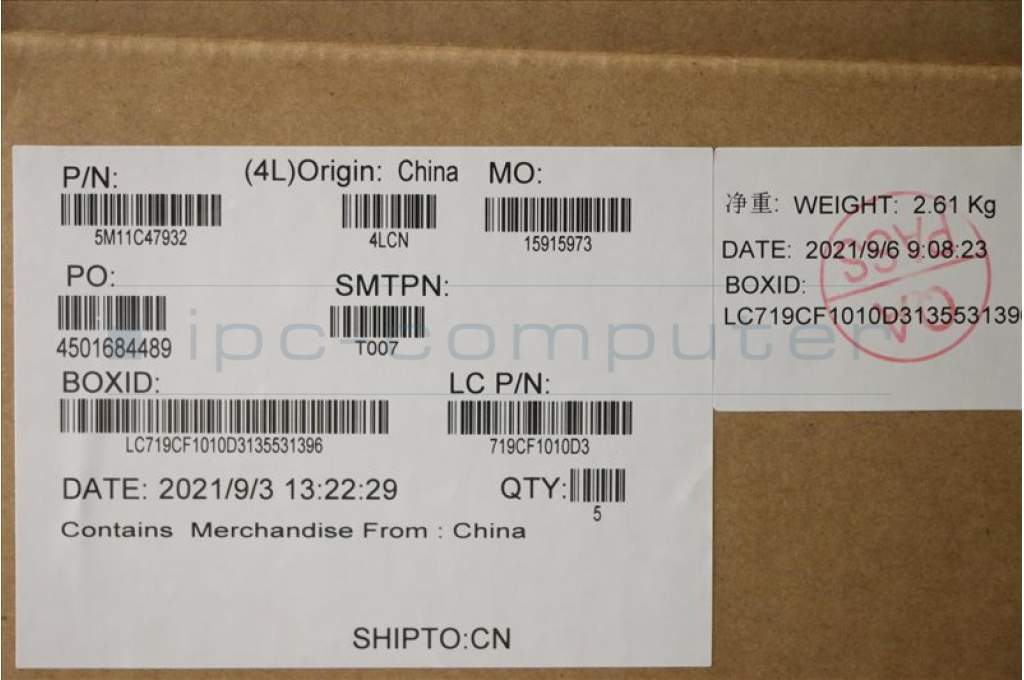 P/N: (4L)Origin: China MO:
5M11C47932 4LCN 15915973
PO: SMTPN:
4501684489 T007
BOXID: LC P/N:
LC719CF1010D3135531396 719CF1010D3
DATE: 2021/9/3 13:22:29 QTY:
5
Contains Merchandise From : China
SHIPTO:CN
净重: WEIGHT: 2.61 Kg
DATE: 2021/9/6 9:08:23
BOXID:
LC719CF1010D313553139
QA
PASS
ipc-computer